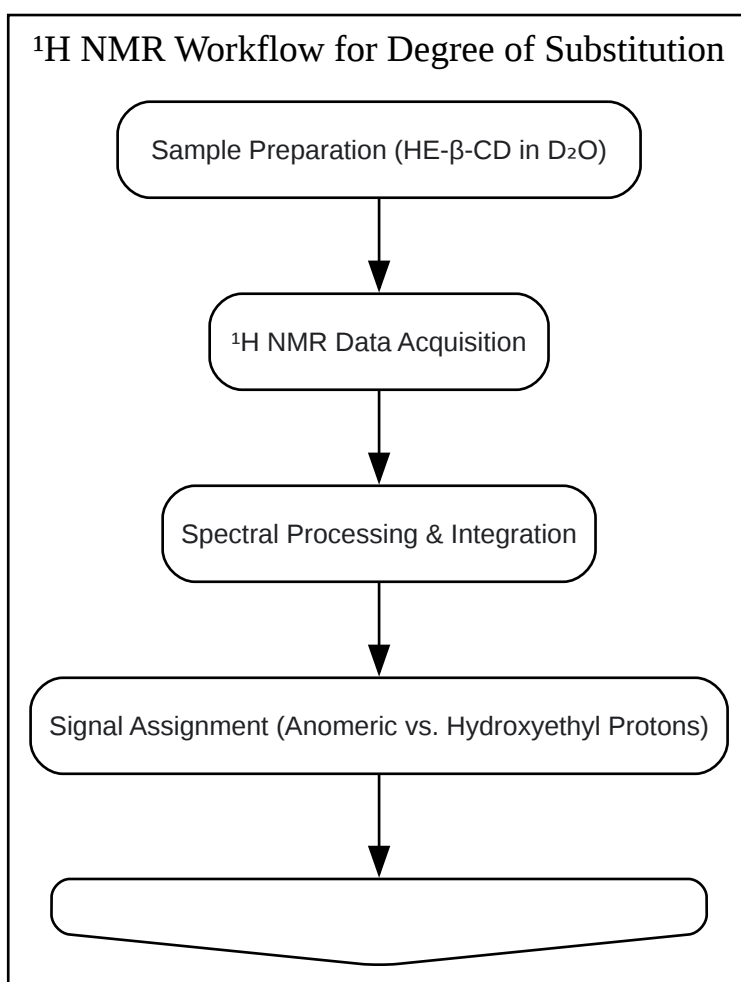 ¹H NMR Workflow for Degree of Substitution
Sample Preparation (HE-β-CD in D₂O)
¹H NMR Data Acquisition
Spectral Processing & Integration
Signal Assignment (Anomeric vs. Hydroxyethyl Protons)